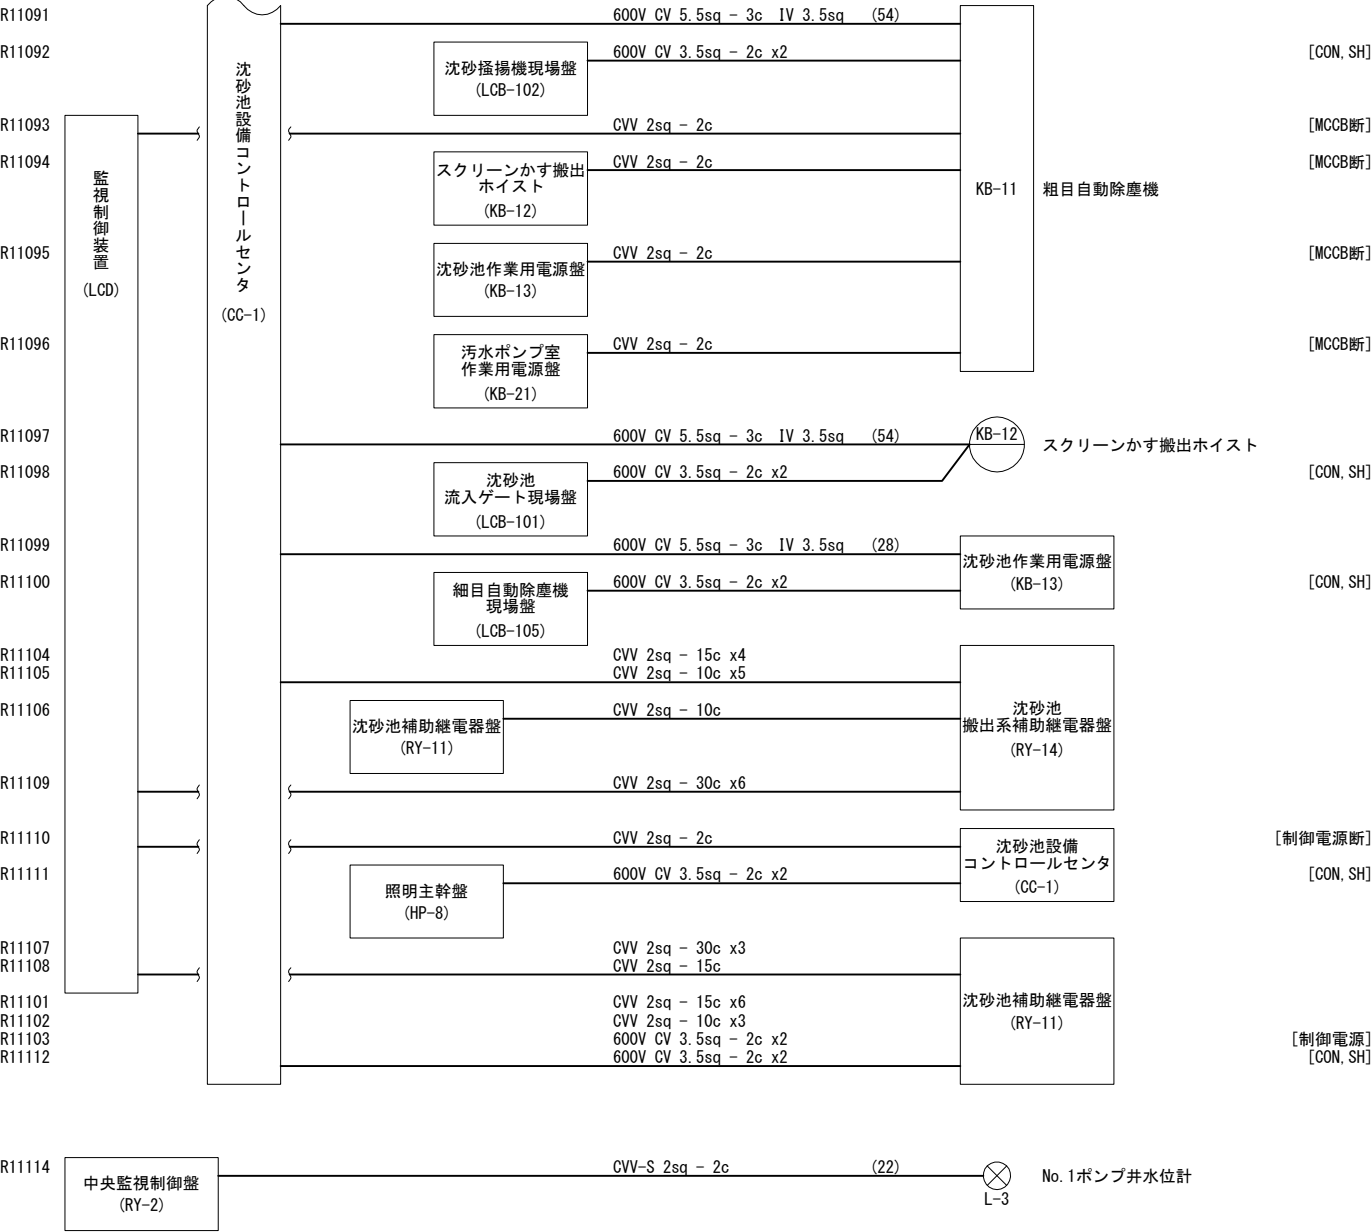 R11091 600V CV 5.5sq - 3c IV 3.5sq (54)
R11092 600V CV 3.5sq - 2c x2 [CON,SH]
沈砂掻揚機現場盤
(LCB-102)
R11093 CVV 2sq - 2c [MCCB断]
R11094 CVV 2sq - 2c [MCCB断]
スクリーンかす搬出
ホイスト
(KB-12)
KB-11 粗目自動除塵機
監視制御装置
(LCD)
沈砂池設備コントロールセンタ
(CC-1)
R11095 CVV 2sq - 2c [MCCB断]
沈砂池作業用電源盤
(KB-13)
R11096 CVV 2sq - 2c [MCCB断]
汚水ポンプ室
作業用電源盤
(KB-21)
R11097 600V CV 5.5sq - 3c IV 3.5sq (54)
KB-12 スクリーンかす搬出ホイスト
R11098 600V CV 3.5sq - 2c x2 [CON,SH]
沈砂池
流入ゲート現場盤
(LCB-101)
R11099 600V CV 5.5sq - 3c IV 3.5sq (28)
沈砂池作業用電源盤
(KB-13)
R11100 600V CV 3.5sq - 2c x2 [CON,SH]
細目自動除塵機
現場盤
(LCB-105)
R11104 CVV 2sq - 15c x4
R11105 CVV 2sq - 10c x5
R11106 CVV 2sq - 10c
沈砂池補助継電器盤
(RY-11)
沈砂池
搬出系補助継電器盤
(RY-14)
R11109 CVV 2sq - 30c x6
R11110 CVV 2sq - 2c [制御電源断]
沈砂池設備
コントロールセンタ
(CC-1)
R11111 600V CV 3.5sq - 2c x2 [CON,SH]
照明主幹盤
(HP-8)
R11107 CVV 2sq - 30c x3
R11108 CVV 2sq - 15c
R11101 CVV 2sq - 15c x6
沈砂池補助継電器盤
(RY-11)
R11102 CVV 2sq - 10c x3
R11103 600V CV 3.5sq - 2c x2 [制御電源]
R11112 600V CV 3.5sq - 2c x2 [CON,SH]
R11114 CVV-S 2sq - 2c (22)
中央監視制御盤
(RY-2)
No.1ポンプ井水位計
L-3